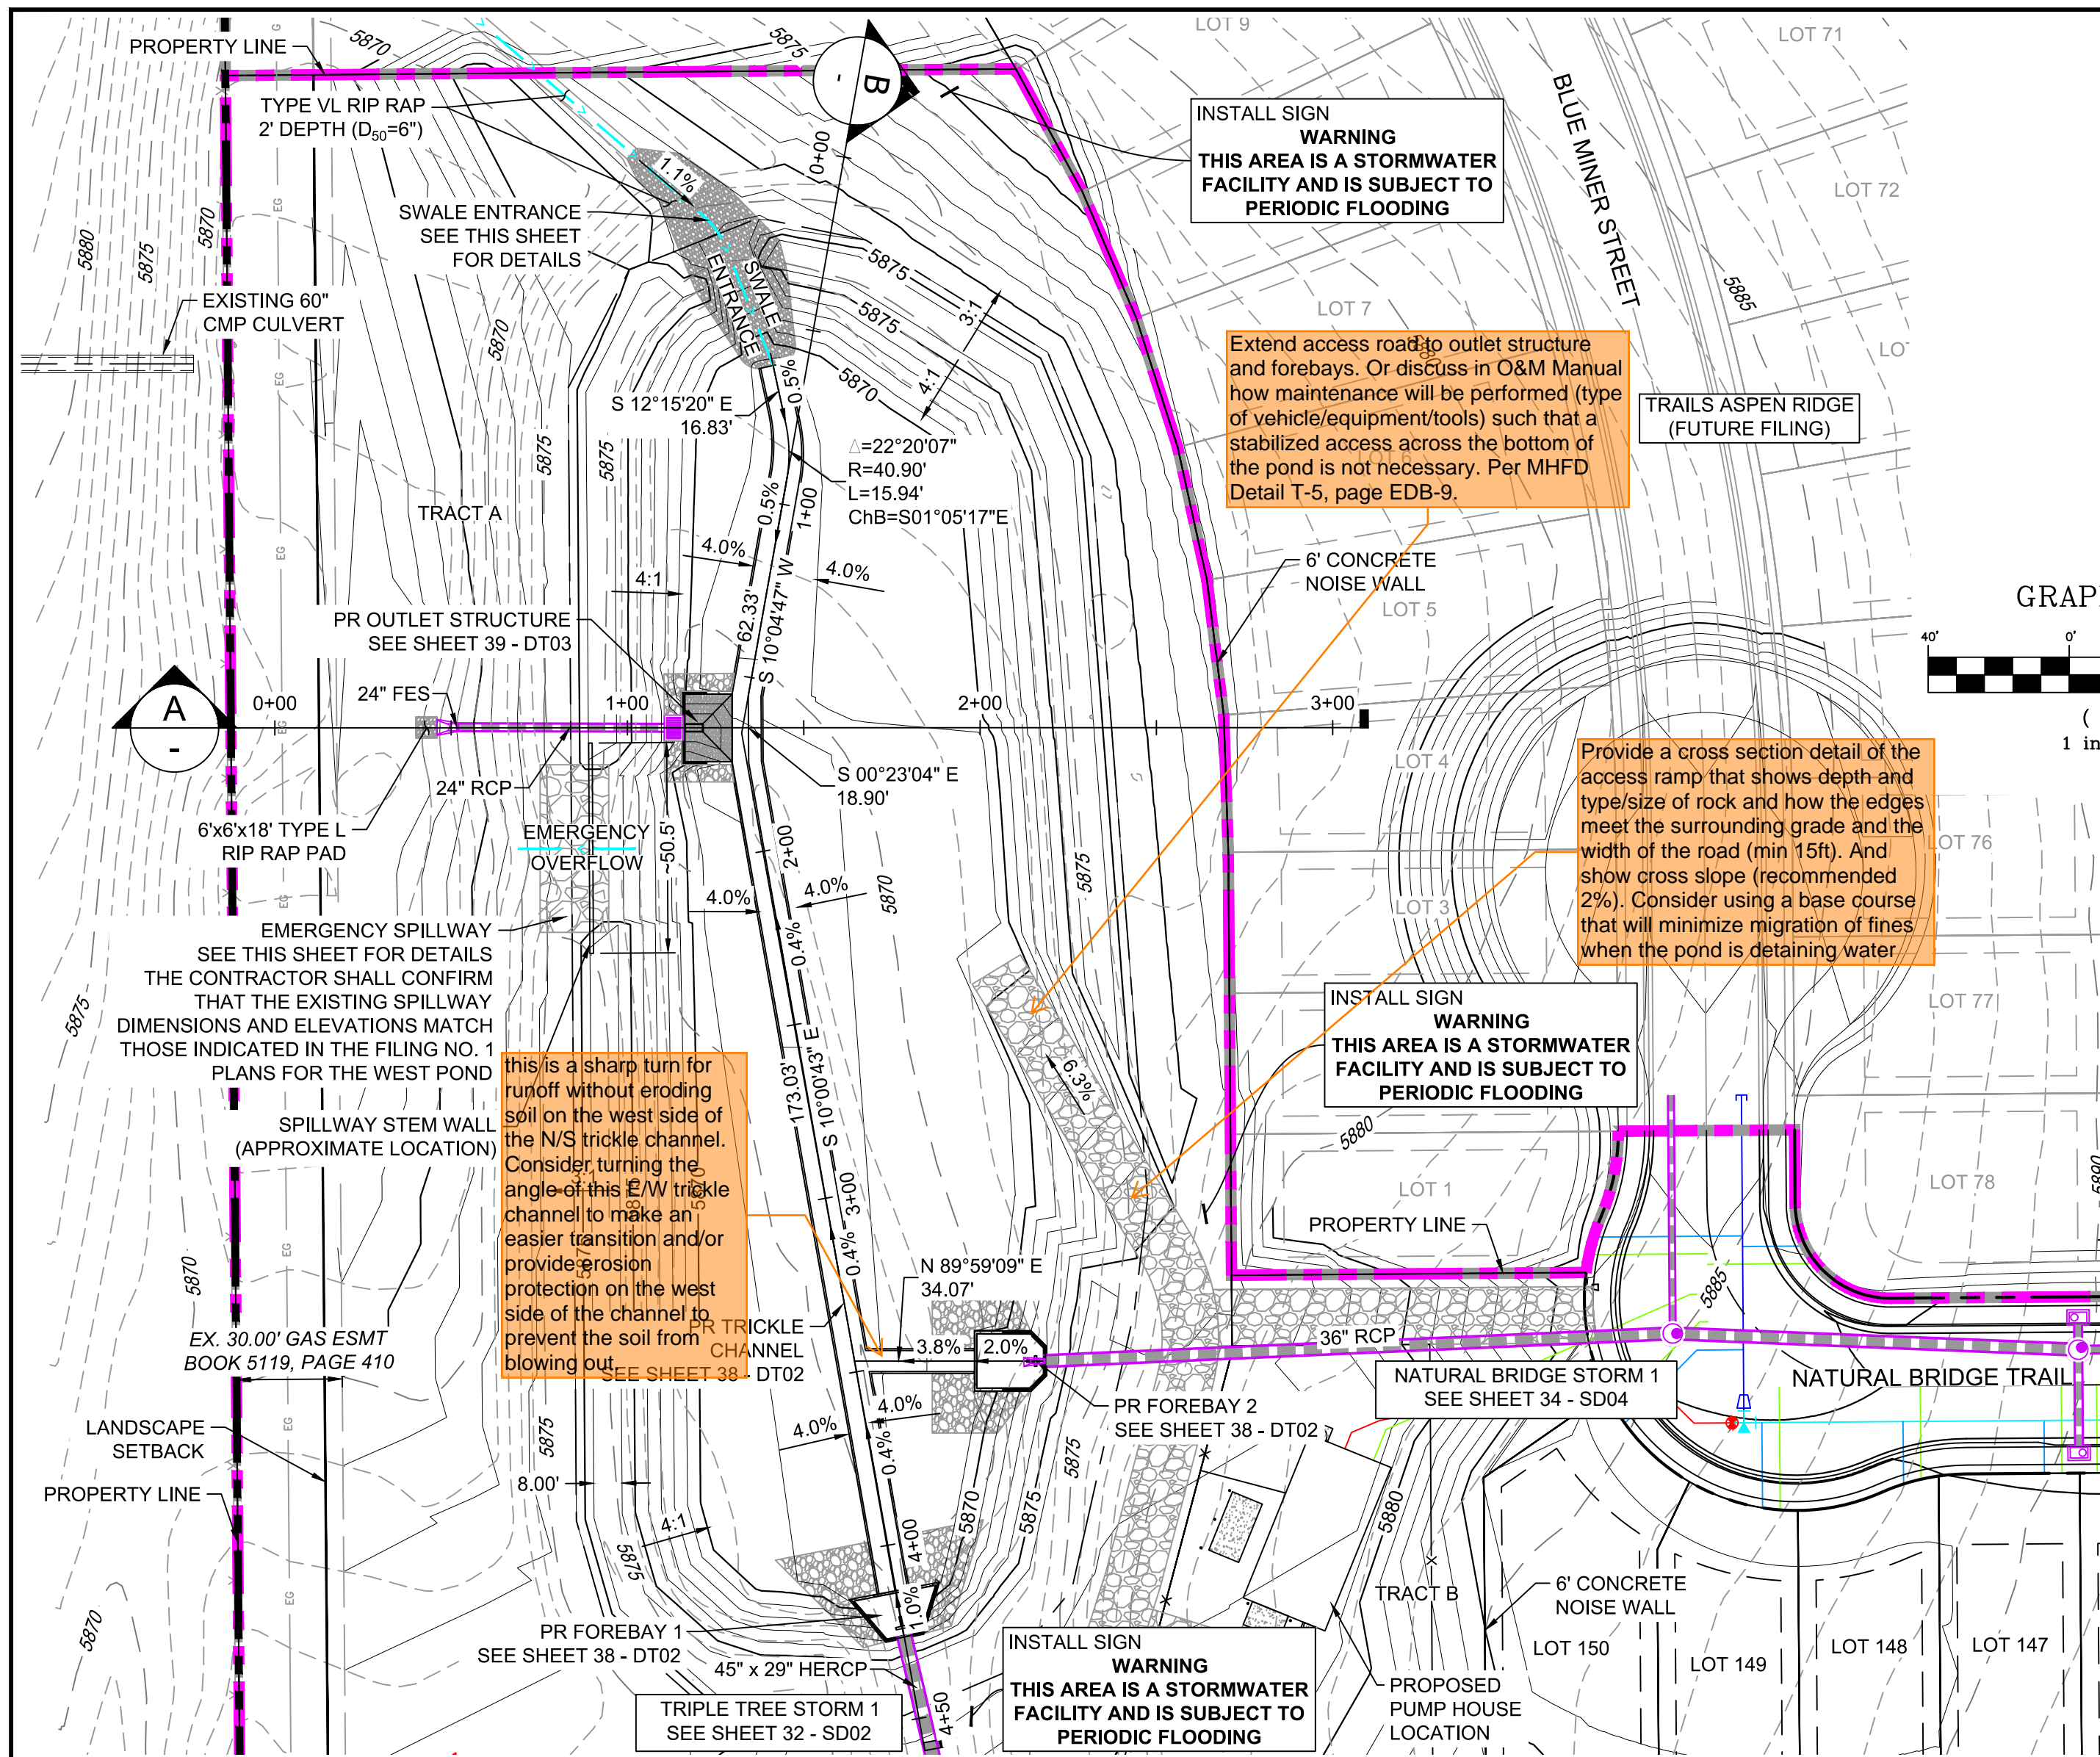 PROPERTY LINE
5870
5875
LOT 9
LOT 71
B
-
TYPE VL RIP RAP
2' DEPTH (D50=6")
INSTALL SIGN
WARNING
THIS AREA IS A STORMWATER
FACILITY AND IS SUBJECT TO
PERIODIC FLOODING
BLUE MINER STREET
0+00
1.1%
LOT 72
EG
5870
5880
5875
SWALE ENTRANCE
SEE THIS SHEET
FOR DETAILS
SWALE
ENTRANCE
5875
5885
EXISTING 60"
CMP CULVERT
LOT 7
5875
3:1
5870
Extend access road to outlet structure
and forebays. Or discuss in O&M Manual
how maintenance will be performed (type
of vehicle/equipment/tools) such that a
stabilized access across the bottom of
the pond is not necessary. Per MHFD
Detail T-5, page EDB-9.
5880
LOT 6
EG
0.5%
5870
4:1
S 12°15'20" E
16.83'
TRAILS ASPEN RIDGE
(FUTURE FILING)
5875
5875
△=22°20'07"
R=40.90'
L=15.94'
ChB=S01°05'17"E
0.5%
1+00
TRACT A
EG
4.0%
4.0%
4:1
6' CONCRETE
NOISE WALL
LOT 5
GRAP
40'
0'
PR OUTLET STRUCTURE
SEE SHEET 39 - DT03
62.33'
S 10°04'47" W
A
-
0+00
24" FES
1+00
2+00
3+00
EG
(
1 in
24" RCP
S 00°23'04" E
18.90'
LOT 4
Provide a cross section detail of the
access ramp that shows depth and
type/size of rock and how the edges
meet the surrounding grade and the
width of the road (min 15ft). And
show cross slope (recommended
2%). Consider using a base course
that will minimize migration of fines
when the pond is detaining water
6'x6'x18' TYPE L
RIP RAP PAD
EMERGENCY
OVERFLOW
~50.5'
2+00
LOT 76
5875
EG
4.0%
4.0%
5870
LOT 3
EMERGENCY SPILLWAY
SEE THIS SHEET FOR DETAILS
THE CONTRACTOR SHALL CONFIRM
THAT THE EXISTING SPILLWAY
DIMENSIONS AND ELEVATIONS MATCH
THOSE INDICATED IN THE FILING NO. 1
PLANS FOR THE WEST POND
5875
0.4%
LOT 77
INSTALL SIGN
WARNING
THIS AREA IS A STORMWATER
FACILITY AND IS SUBJECT TO
PERIODIC FLOODING
this is a sharp turn for
runoff without eroding
soil on the west side of
the N/S trickle channel.
Consider turning the
angle of this E/W trickle
channel to make an
easier transition and/or
provide erosion
protection on the west
side of the channel to
prevent the soil from
blowing out.
173.03'
S 10°00'43" E
6.3%
SPILLWAY STEM WALL
(APPROXIMATE LOCATION)
5880
5890
5875
5870
5875
3+00
LOT 1
LOT 78
PROPERTY LINE
EG
5870
0.4%
N 89°59'09" E
34.07'
5885
EX. 30.00' GAS ESMT
BOOK 5119, PAGE 410
PR TRICKLE
CHANNEL
SEE SHEET 38 - DT02
3.8%
2.0%
36" RCP
NATURAL BRIDGE STORM 1
SEE SHEET 34 - SD04
NATURAL BRIDGE TRAIL
LANDSCAPE
SETBACK
EG
5875
4.0%
4.0%
0.4%
PR FOREBAY 2
SEE SHEET 38 - DT02
5875
PROPERTY LINE
8.00'
4:1
5870
5875
5880
5875
4+00
1.0%
EG
5870
TRACT B
6' CONCRETE
NOISE WALL
PR FOREBAY 1
SEE SHEET 38 - DT02
45" x 29" HERCP
INSTALL SIGN
WARNING
THIS AREA IS A STORMWATER
FACILITY AND IS SUBJECT TO
PERIODIC FLOODING
LOT 150
LOT 149
LOT 148
LOT 147
TRIPLE TREE STORM 1
SEE SHEET 32 - SD02
4+50
PROPOSED
PUMP HOUSE
LOCATION